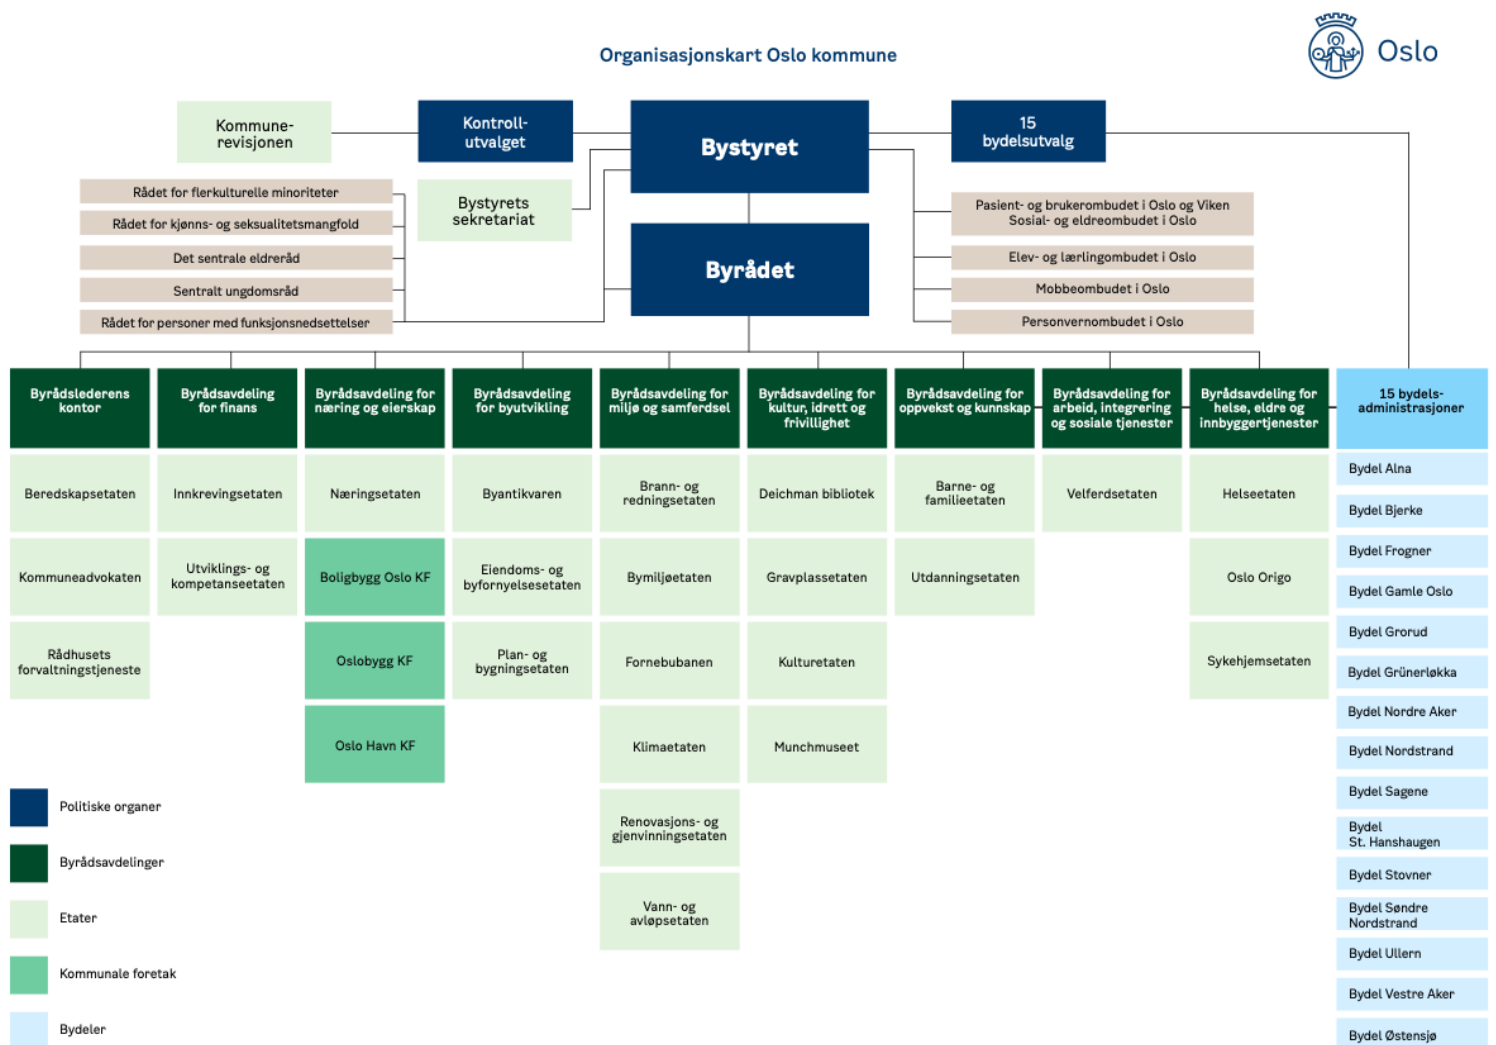 Organisasjonskart Oslo kommune
Oslo
Kommune-
revisjonen
Kontroll-
utvalget
Bystyret
15
bydelsutvalg
Rådet for flerkulturelle minoriteter
Rådet for kjønns- og seksualitetsmangfold
Det sentrale eldreråd
Sentralt ungdomsråd
Rådet for personer med funksjonsnedsettelser
Bystyrets
sekretariat
Byrådet
Pasient- og brukerombudet i Oslo og Viken
Sosial- og eldreombudet i Oslo
Elev- og lærlingombudet i Oslo
Mobbeombudet i Oslo
Personvernombudet i Oslo
Byrådslederens
kontor
Beredskapsetaten
Kommuneadvokaten
Rådhusets
forvaltningstjeneste
Byrådsavdeling
for finans
Innkrevingsetaten
Utviklings- og
kompetanseetaten
Byrådsavdeling for
næring og eierskap
Næringsetaten
Boligbygg Oslo KF
Oslobygg KF
Oslo Havn KF
Byrådsavdeling
for byutvikling
Byantikvaren
Eiendoms- og
byfornyelsesetaten
Plan- og
bygningsetaten
Byrådsavdeling for
miljø og samferdsel
Brann- og
redningsetaten
Bymiljøetaten
Fornebubanen
Klimaetaten
Renovasjons- og
gjenvinningsetaten
Vann- og
avløpsetaten
Byrådsavdeling for
kultur, idrett og
frivillighet
Deichman bibliotek
Gravplassetaten
Kulturetaten
Munchmuseet
Byrådsavdeling for
oppvekst og kunnskap
Barne- og
familieetaten
Utdanningsetaten
Byrådsavdeling for
arbeid, integrering
og sosiale tjenester
Velferdsetaten
Byrådsavdeling for
helse, eldre og
innbyggertjenester
Helseetaten
Oslo Origo
Sykehjemsetaten
15 bydels-
administrasjoner
Bydel Alna
Bydel Bjerke
Bydel Frogner
Bydel Gamle Oslo
Bydel Grorud
Bydel Grünerløkka
Bydel Nordre Aker
Bydel Nordstrand
Bydel Sagene
Bydel
St. Hanshaugen
Bydel Stovner
Bydel Søndre
Nordstrand
Bydel Ullern
Bydel Vestre Aker
Bydel Østensjø
Politiske organer
Byrådsavdelinger
Etater
Kommunale foretak
Bydeler